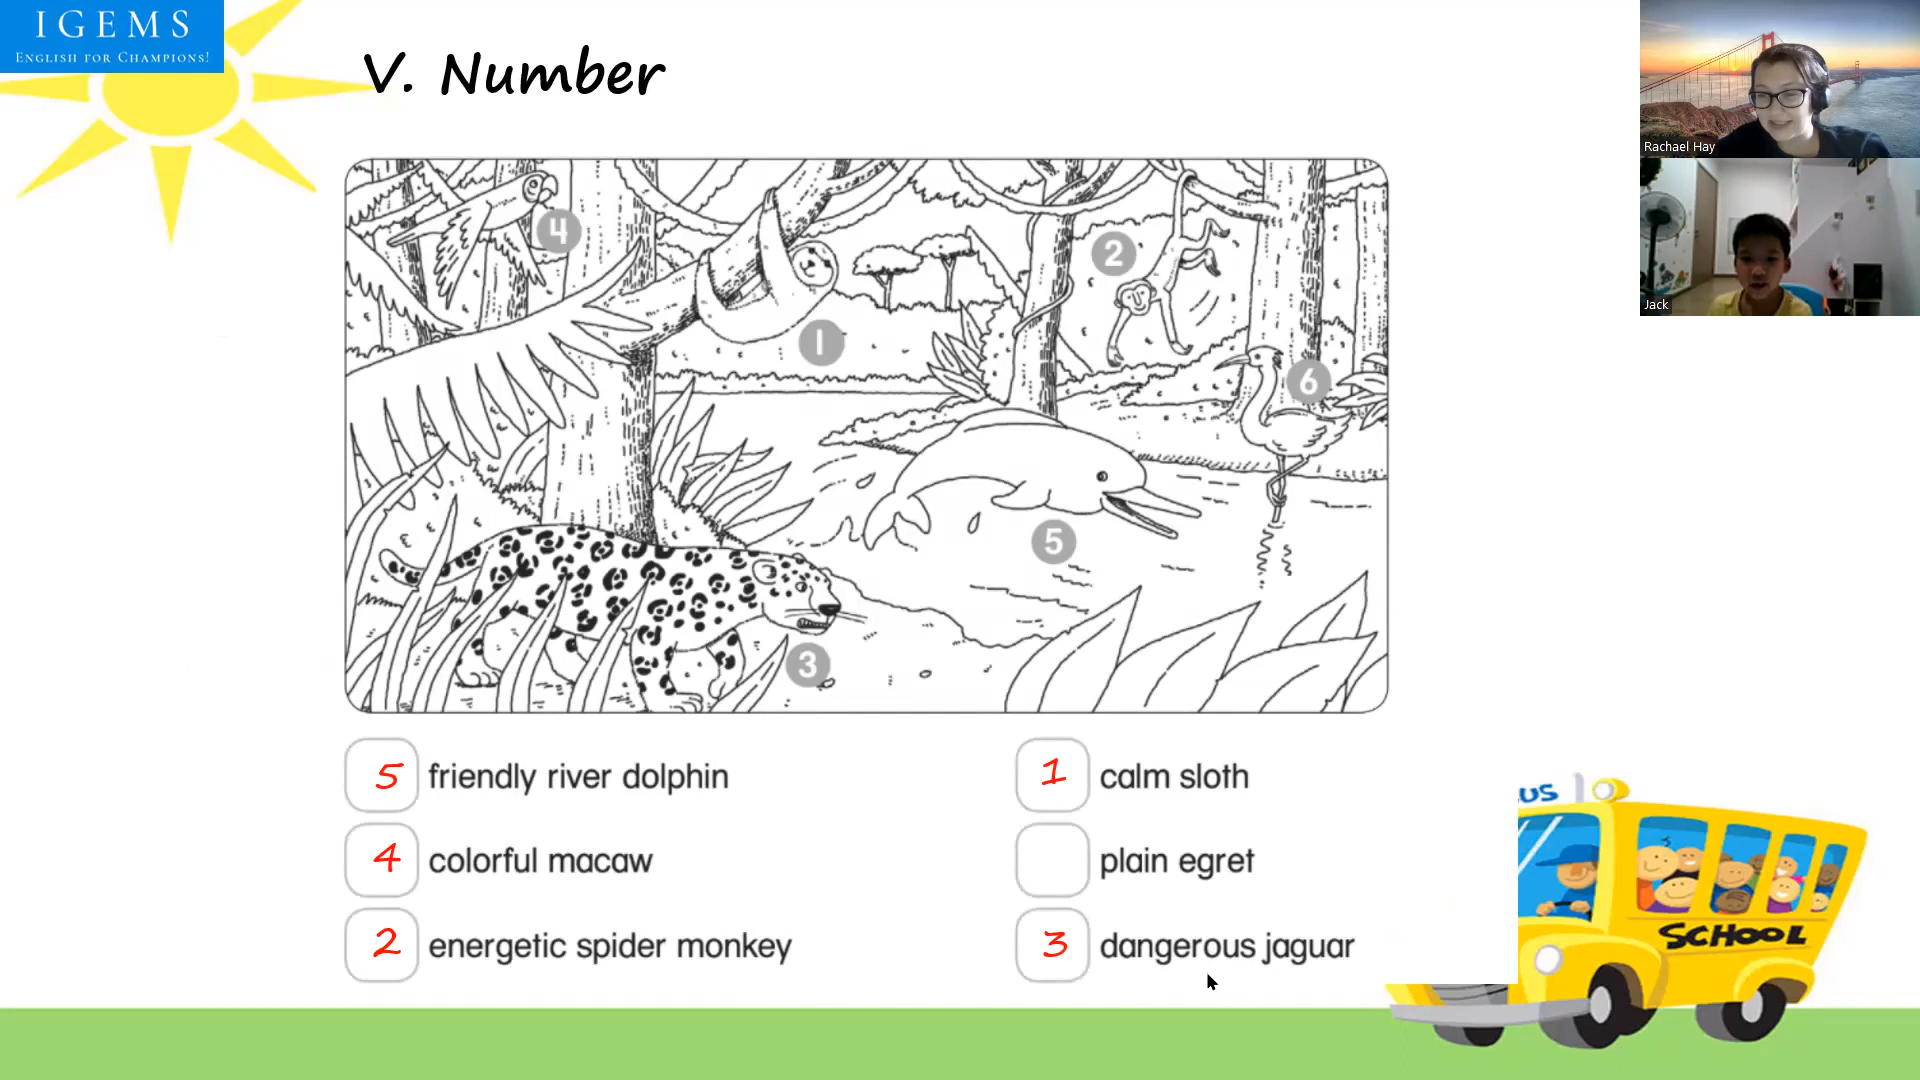 IGEMS
ENGLISH FOR CHAMPIONS!
V. Number
Rachael Hay
Jack
4
2
1
6
5
3
5 friendly river dolphin
1 calm sloth
4 colorful macaw
plain egret
2 energetic spider monkey
3 dangerous jaguar
US
SCHOOL